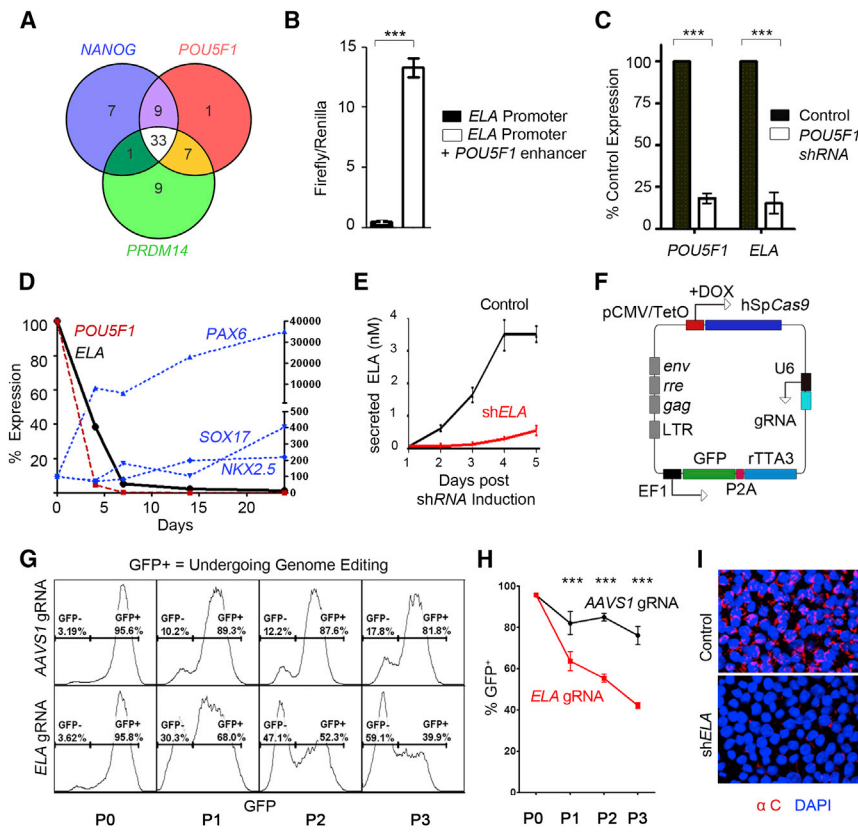 A
NANOG
POU5F1
7
9
1
33
1
7
9
PRDM14
B
***
15
10
5
0
Firefly/Renilla
ELA Promoter
ELA Promoter
+ POU5F1 enhancer
C
***
***
100
75
50
25
0
% Control Expression
POU5F1
ELA
Control
POU5F1
shRNA
D
100
80
60
40
20
% Expression
POU5F1
ELA
PAX6
SOX17
NKX2.5
40000
30000
20000
10000
500
400
300
200
100
0
0
5
10
15
20
Days
E
Control
4
3
2
1
0
secreted ELA (nM)
shELA
1
2
3
4
5
Days post
shRNA Induction
F
+DOX
pCMV/TetO
hSpCas9
env
rre
gag
LTR
U6
gRNA
GFP
rTTA3
EF1
P2A
G
GFP+ = Undergoing Genome Editing
AAVS1 gRNA
GFP-
3.19%
GFP+
95.6%
GFP-
10.2%
GFP+
89.3%
GFP-
12.2%
GFP+
87.6%
GFP-
17.8%
GFP+
81.8%
ELA gRNA
GFP-
3.62%
GFP+
95.8%
GFP-
30.3%
GFP+
68.0%
GFP-
47.1%
GFP+
52.3%
GFP-
59.1%
GFP+
39.9%
GFP
P0
P1
P2
P3
H
***
***
***
100
80
60
40
20
0
% GFP+
AAVS1 gRNA
ELA gRNA
P0
P1
P2
P3
I
Control
shELA
α C
DAPI